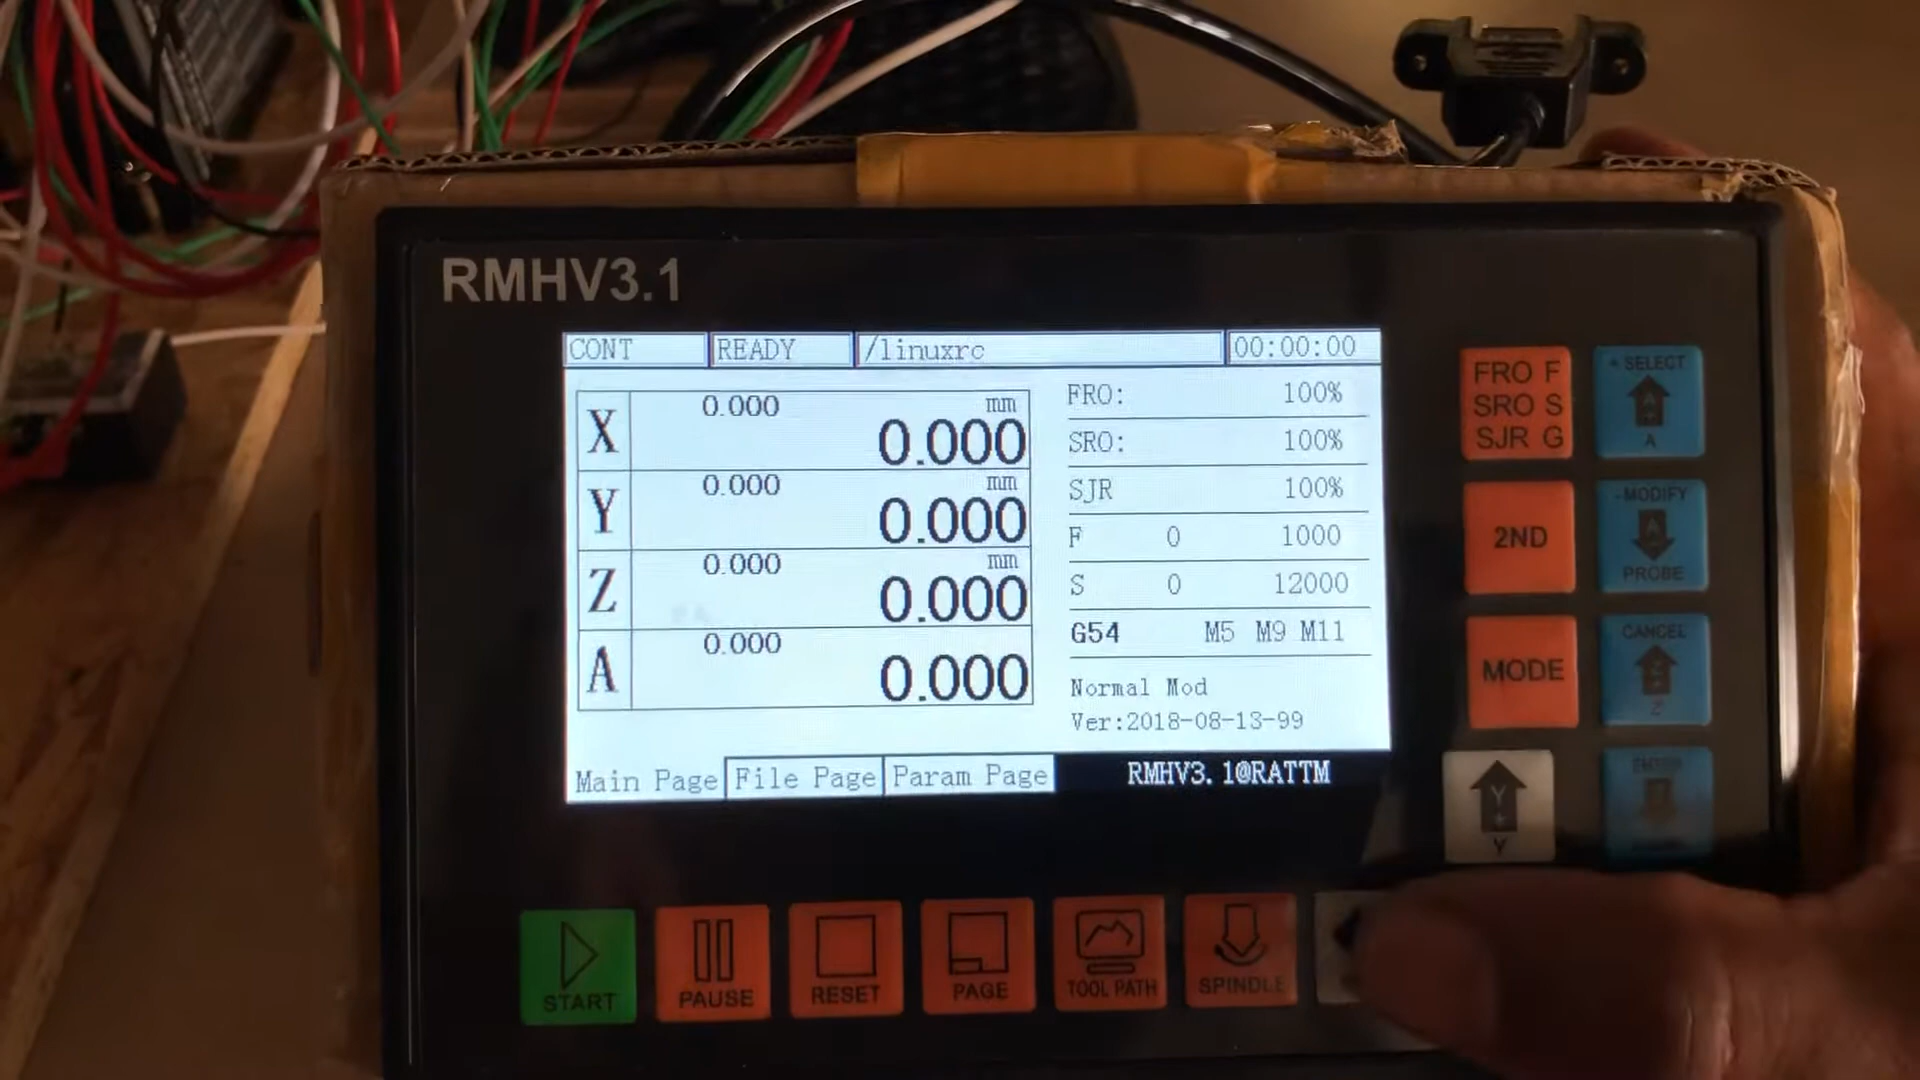 RMHV3.1
CONT READY /linuxrc 00:00:00
X 0.000 mm 0.000
Y 0.000 mm 0.000
Z 0.000 mm 0.000
A 0.000 0.000
FRO: 100%
SRO: 100%
SJR 100%
F 0 1000
S 0 12000
G54 M5 M9 M11
Normal Mod
Ver:2018-08-13-99
Main Page File Page Param Page RMHV3.1@RATTM
FRO F
SRO S
SJR G
+ SELECT
A+
A
2ND
-MODIFY
A-
PROBE
MODE
CANCEL
Z+
Z
Y+
Y
START
PAUSE
RESET
PAGE
TOOL PATH
SPINDLE